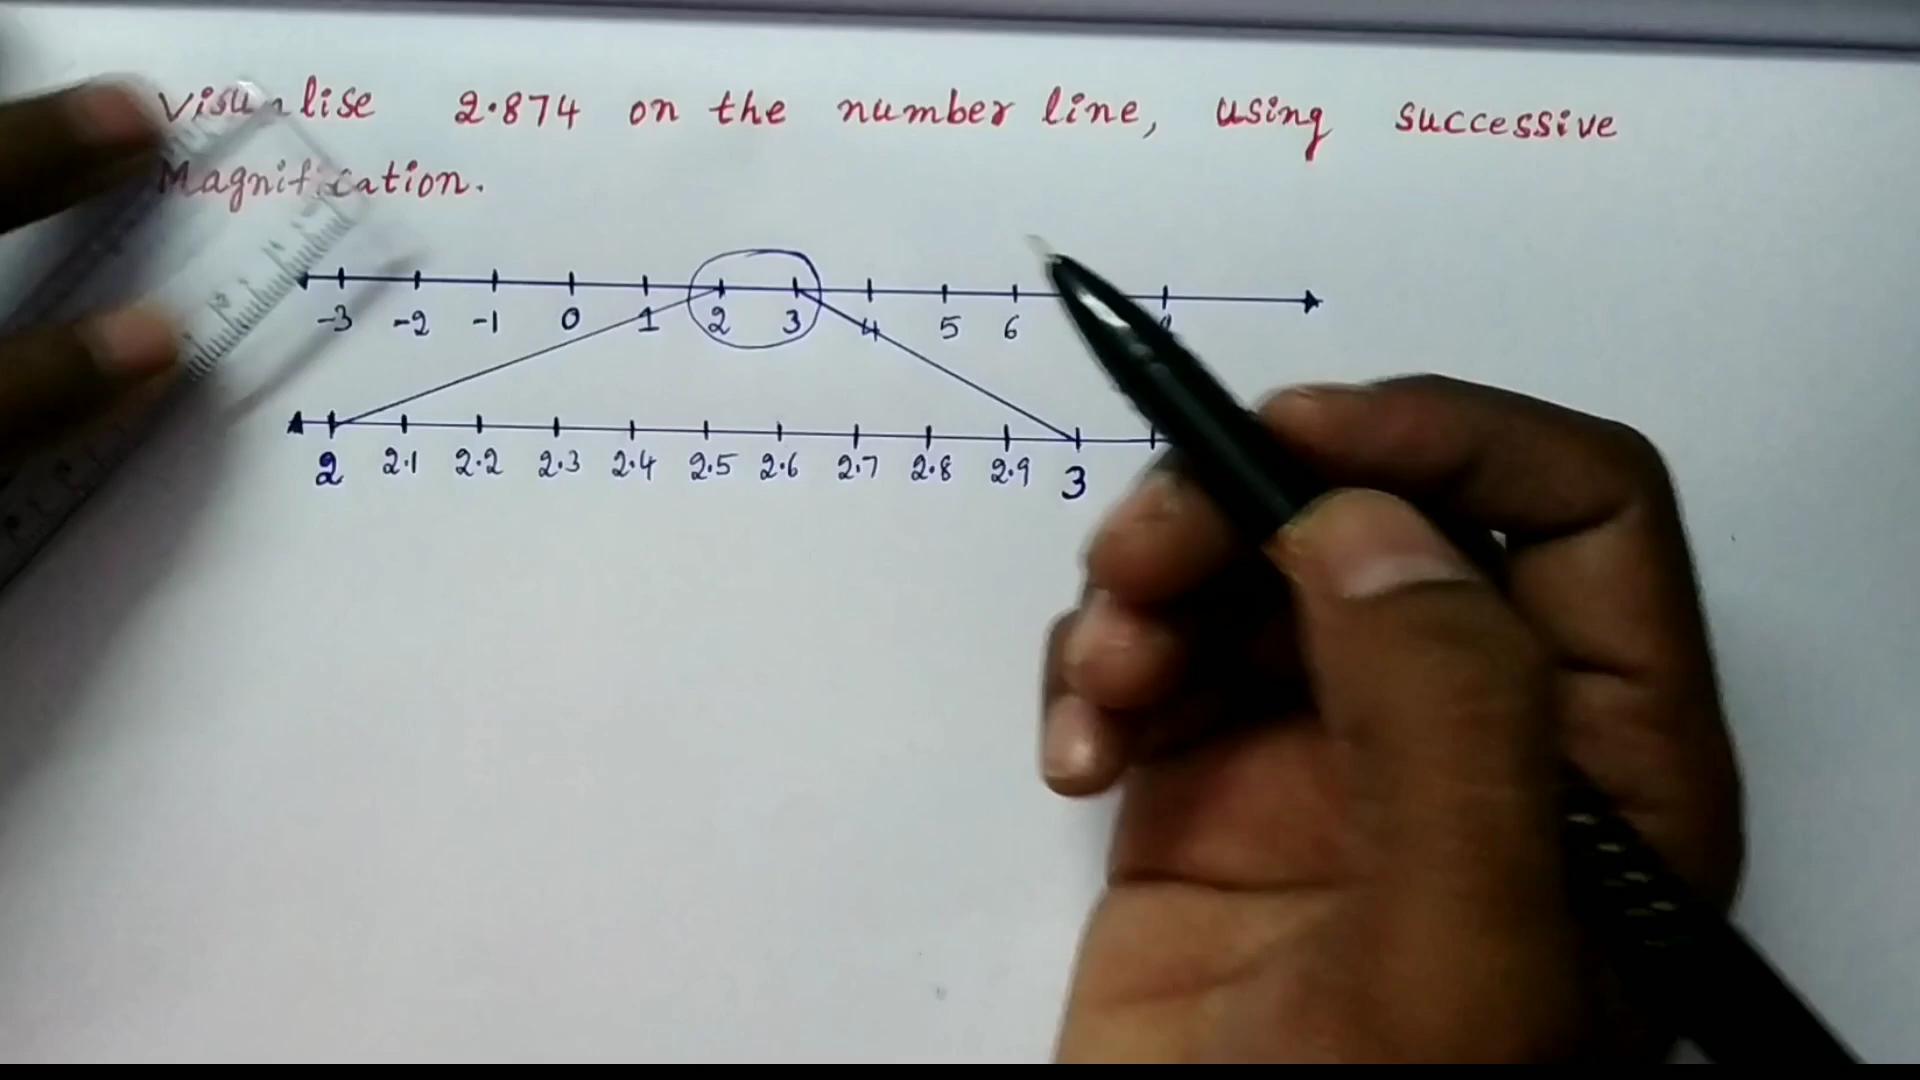 2.874 on the number line, using successive
Magnification.
-3 -2 -1 0 1 2 3 4 5 6
2 2.1 2.2 2.3 2.4 2.5 2.6 2.7 2.8 2.9 3